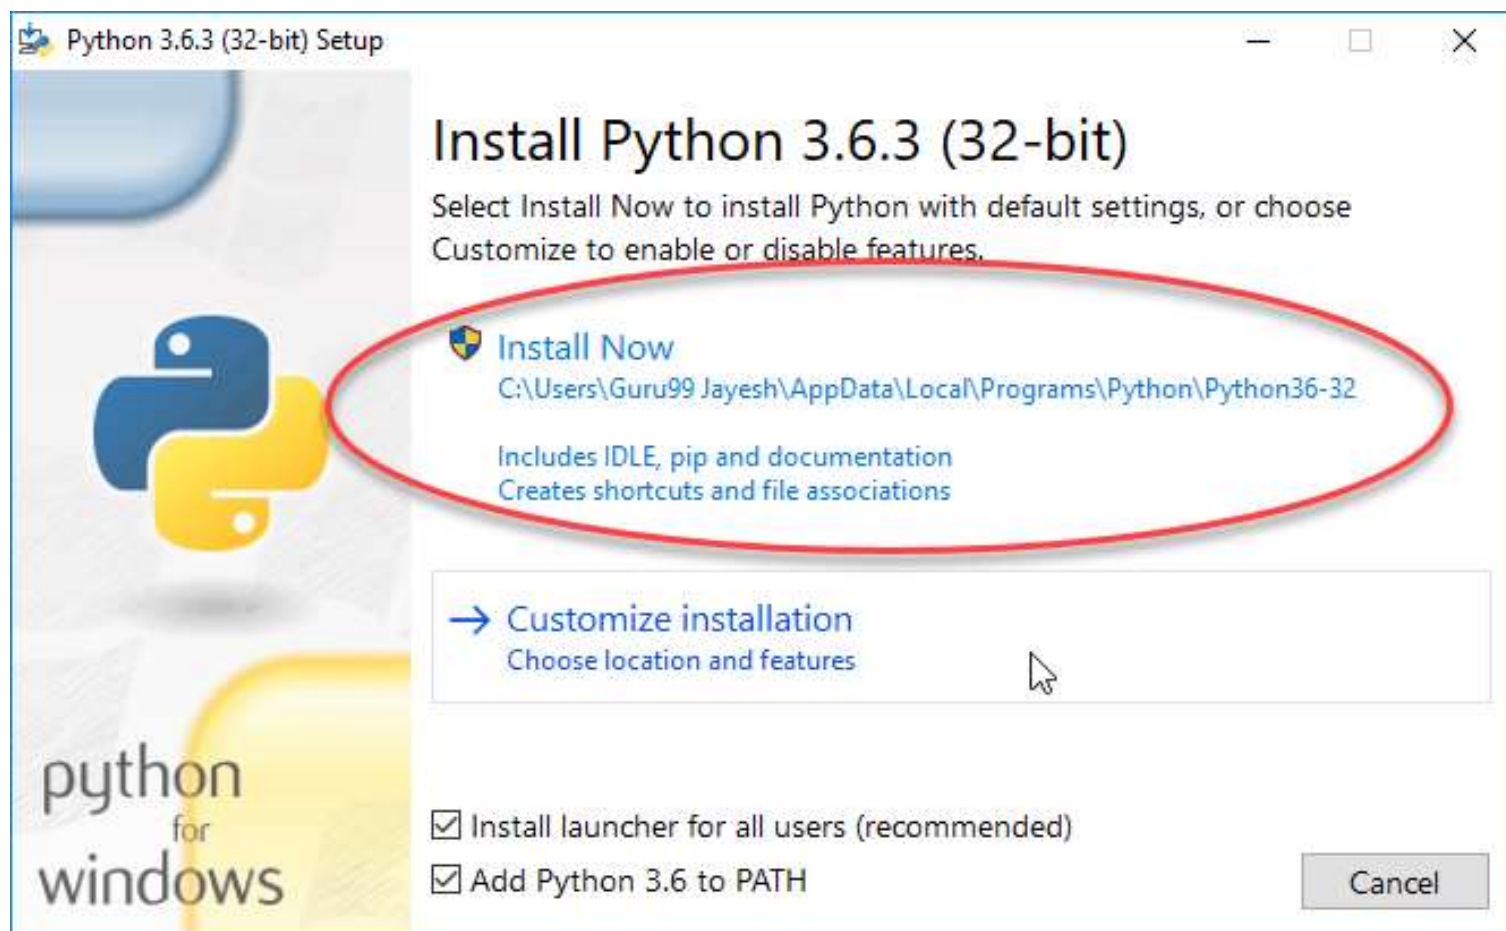 Python 3.6.3 (32-bit) Setup
Install Python 3.6.3 (32-bit)
Select Install Now to install Python with default settings, or choose
Customize to enable or disable features.
Install Now
C:\Users\Guru99 Jayesh\AppData\Local\Programs\Python\Python36-32
Includes IDLE, pip and documentation
Creates shortcuts and file associations
Customize installation
Choose location and features
python
for
windows
Install launcher for all users (recommended)
Add Python 3.6 to PATH
Cancel